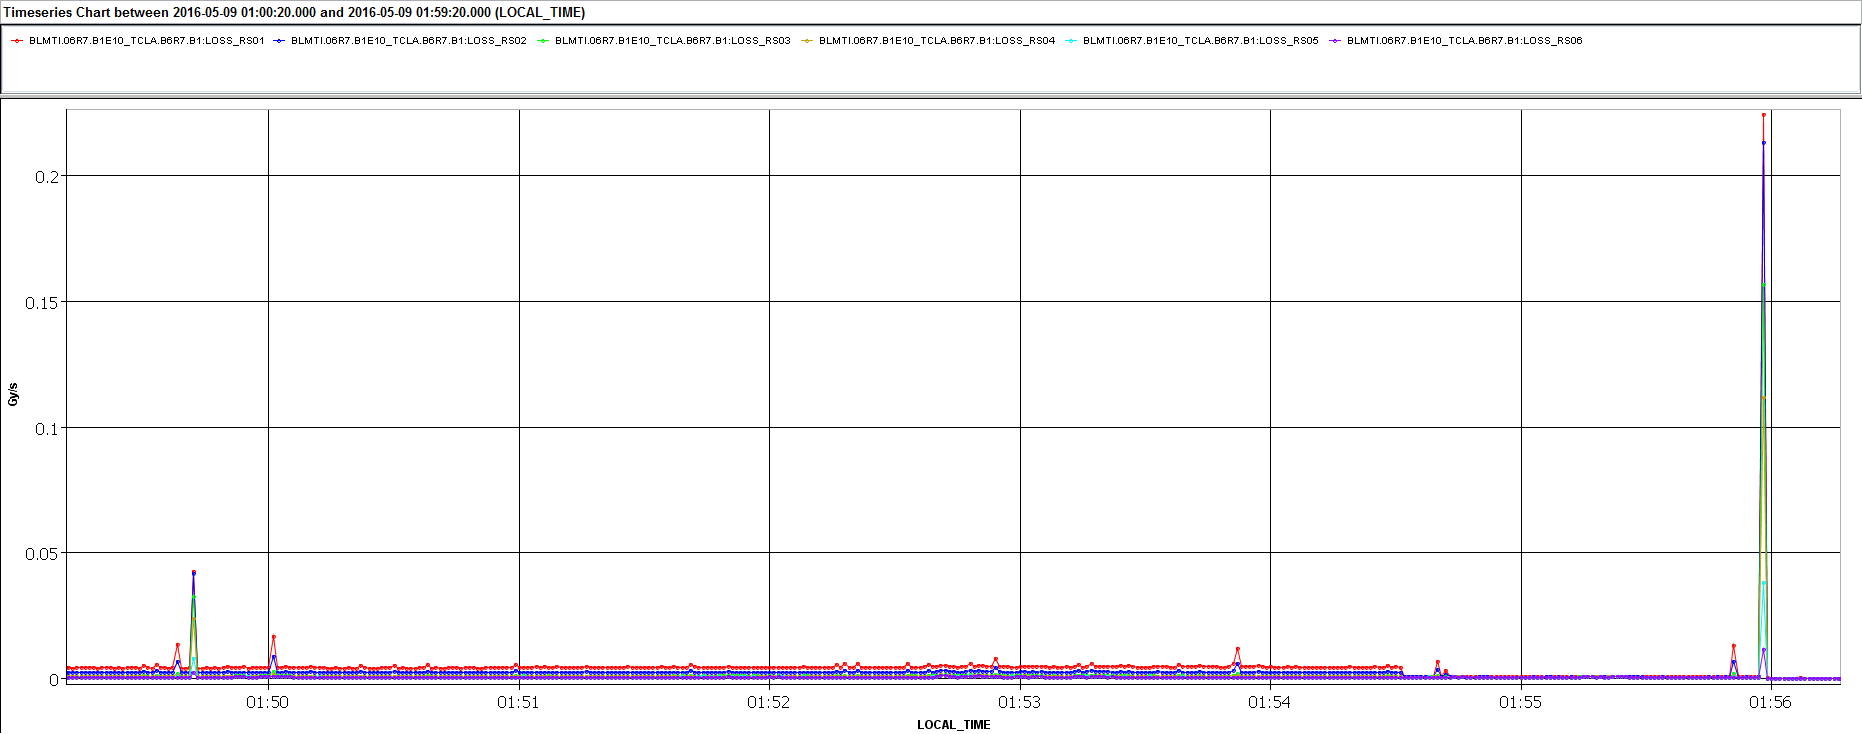 Timeseries Chart between 2016-05-09 01:00:20.000 and 2016-05-09 01:59:20.000 (LOCAL_TIME)
BLMTI.06R7.B1E10_TCLA.B6R7.B1:LOSS_RS01 BLMTI.06R7.B1E10_TCLA.B6R7.B1:LOSS_RS02 BLMTI.06R7.B1E10_TCLA.B6R7.B1:LOSS_RS03 BLMTI.06R7.B1E10_TCLA.B6R7.B1:LOSS_RS04 BLMTI.06R7.B1E10_TCLA.B6R7.B1:LOSS_RS05 BLMTI.06R7.B1E10_TCLA.B6R7.B1:LOSS_RS06
0.2
0.15
0.1
0.05
0
Gy/s
01:50 01:51 01:52 01:53 01:54 01:55 01:56
LOCAL_TIME